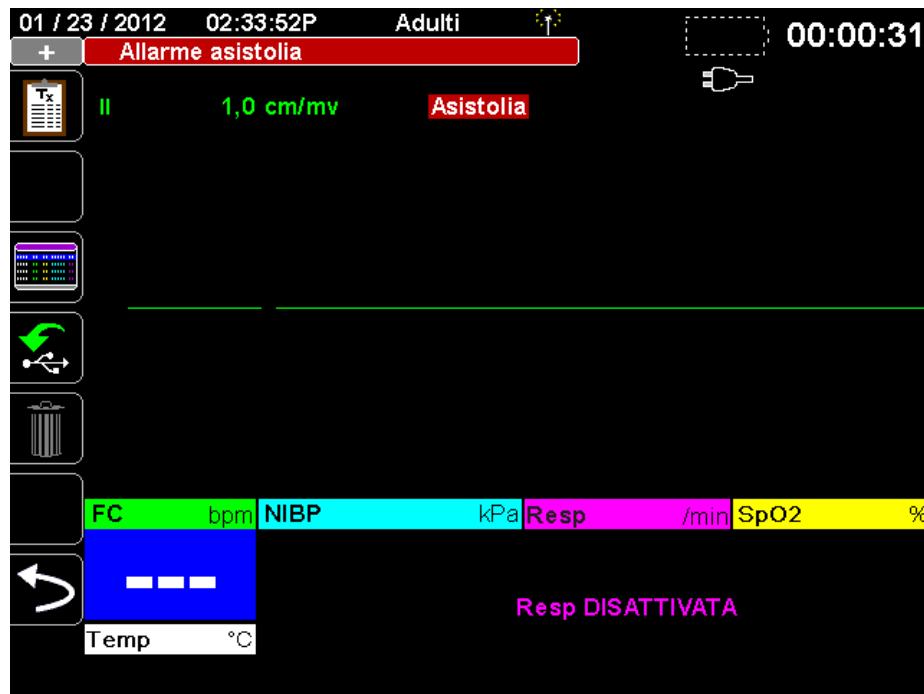 01 / 23 / 2012 02:33:52P Adulti 00:00:31
+ Allarme asistolia
Tx II 1,0 cm/mv Asistolia
FC bpm NIBP kPa Resp /min SpO2 %
--- Resp DISATTIVATA
Temp °C